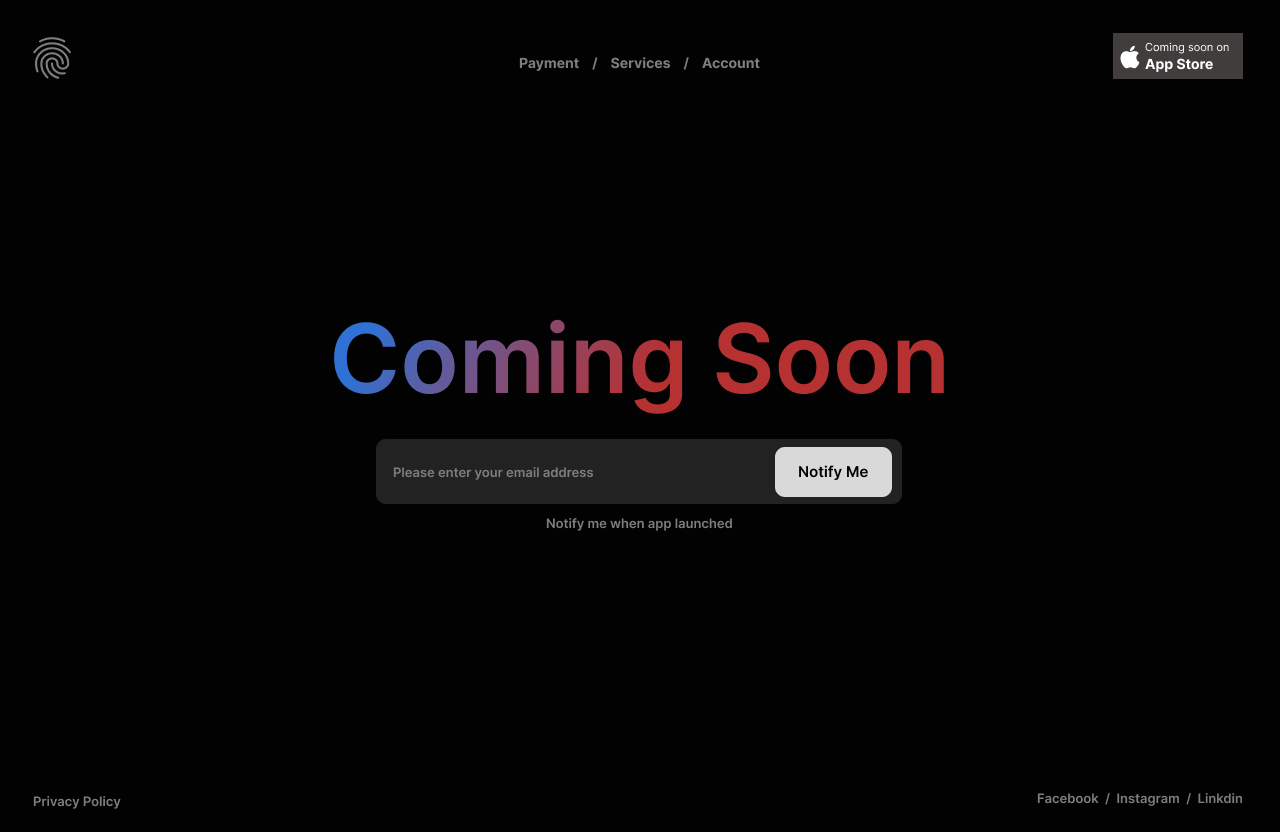 Payment / Services / Account
Coming soon on
App Store
Coming Soon
Please enter your email address
Notify Me
Notify me when app launched
Privacy Policy
Facebook / Instagram / Linkdin